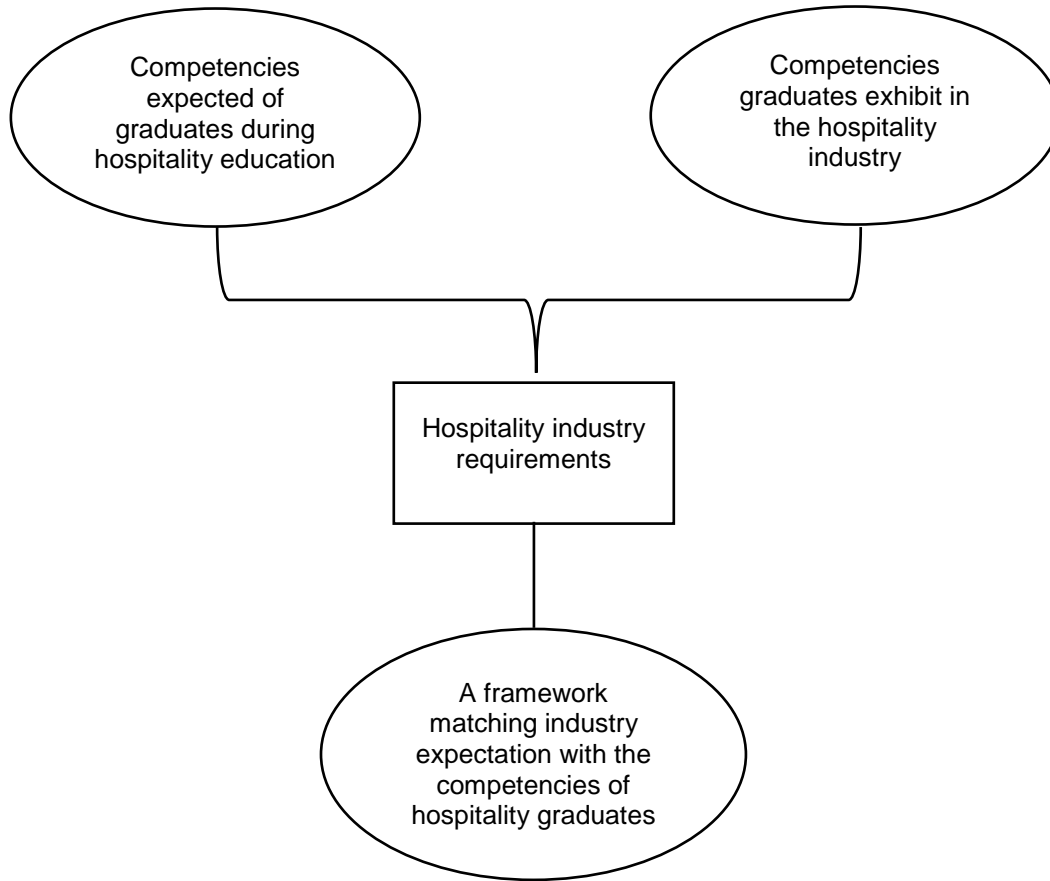 Competencies
expected of
graduates during
hospitality education
Competencies
graduates exhibit in
the hospitality
industry
Hospitality industry
requirements
A framework
matching industry
expectation with the
competencies of
hospitality graduates